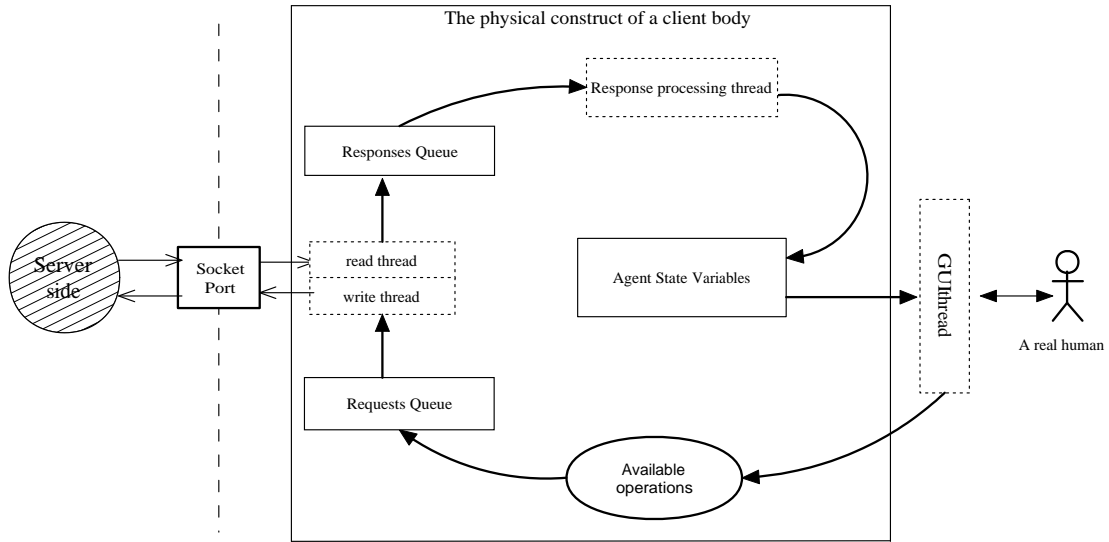 The physical construct of a client body
Response processing thread
Responses Queue
Server
side
Socket
Port
read thread
write thread
Agent State Variables
GUIthread
A real human
Requests Queue
Available
operations